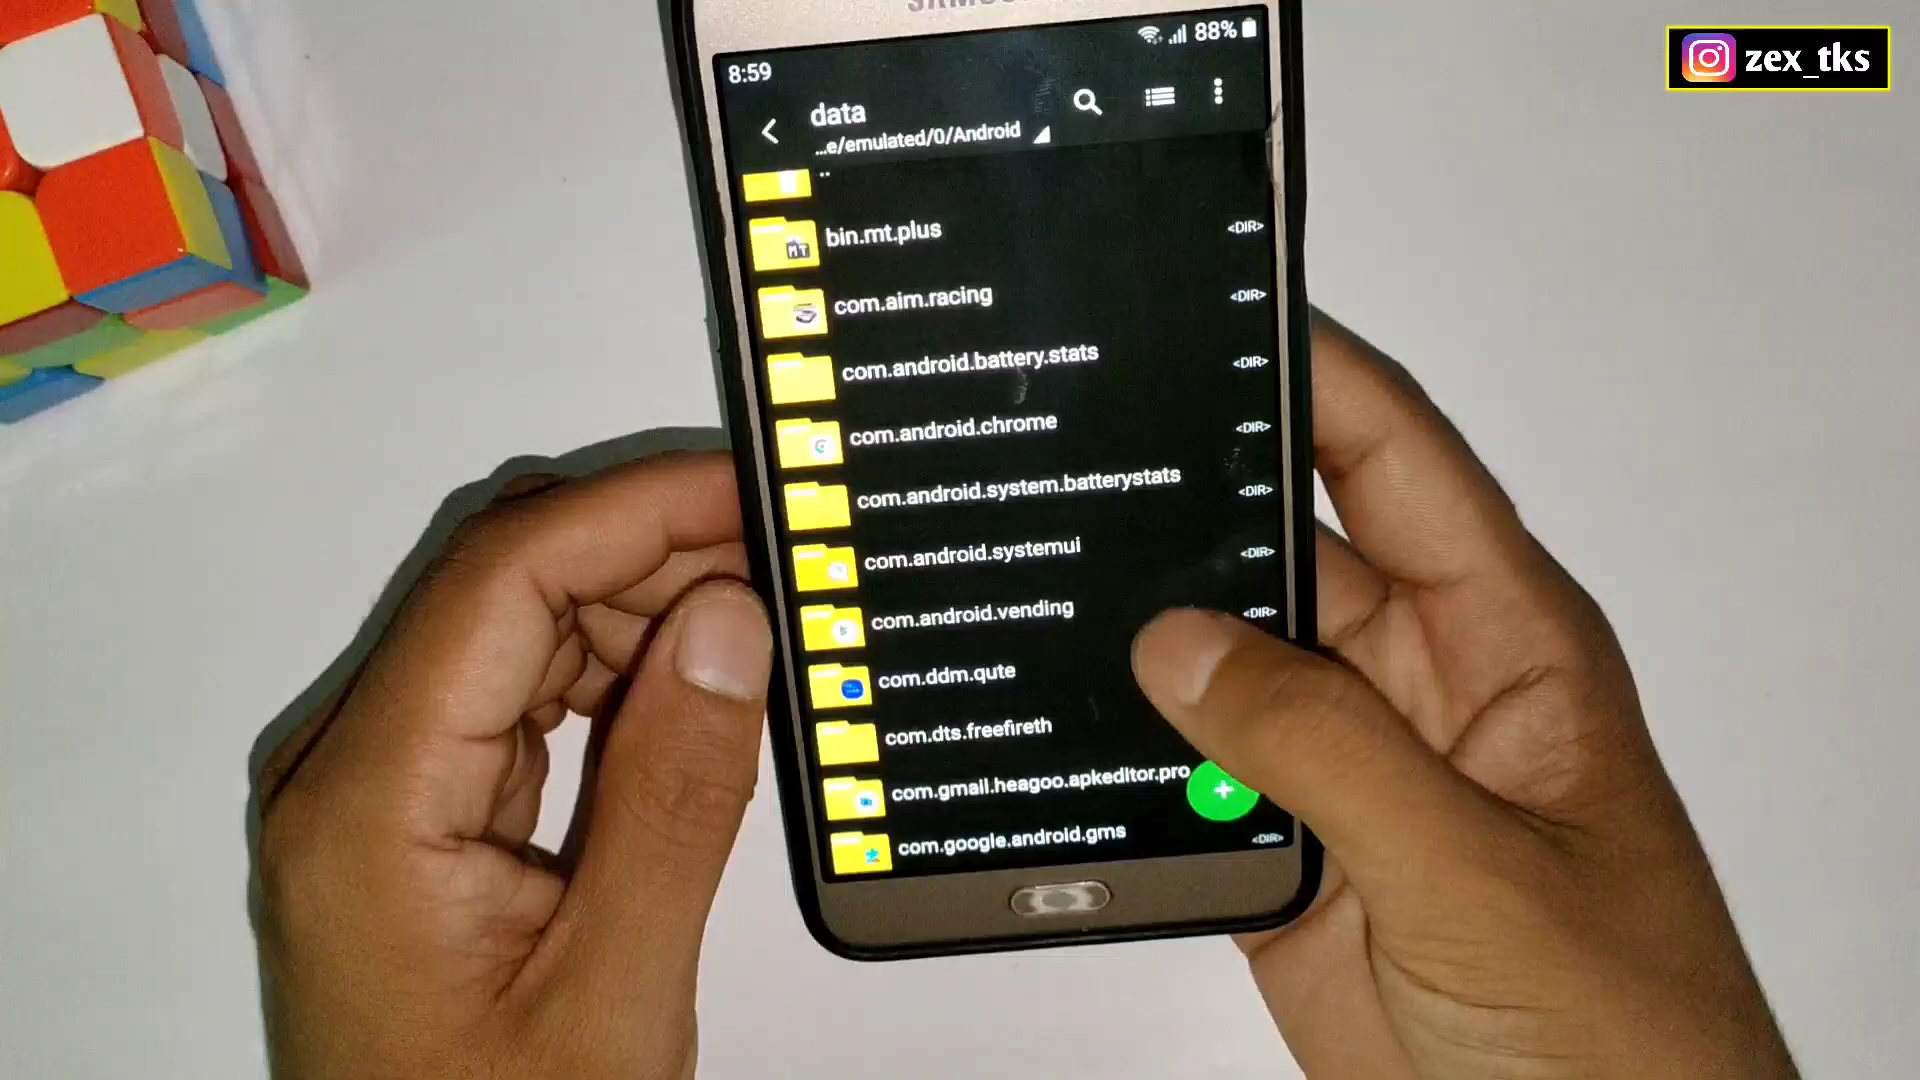 zex_tks
88%
8:59
data
...e/emulated/0/Android
..
bin.mt.plus
<DIR>
com.aim.racing
<DIR>
com.android.battery.stats
<DIR>
com.android.chrome
<DIR>
com.android.system.batterystats
<DIR>
com.android.systemui
<DIR>
com.android.vending
<DIR>
com.ddm.qute
com.dts.freefireth
com.gmail.heagoo.apkeditor.pro
+
com.google.android.gms
<DIR>